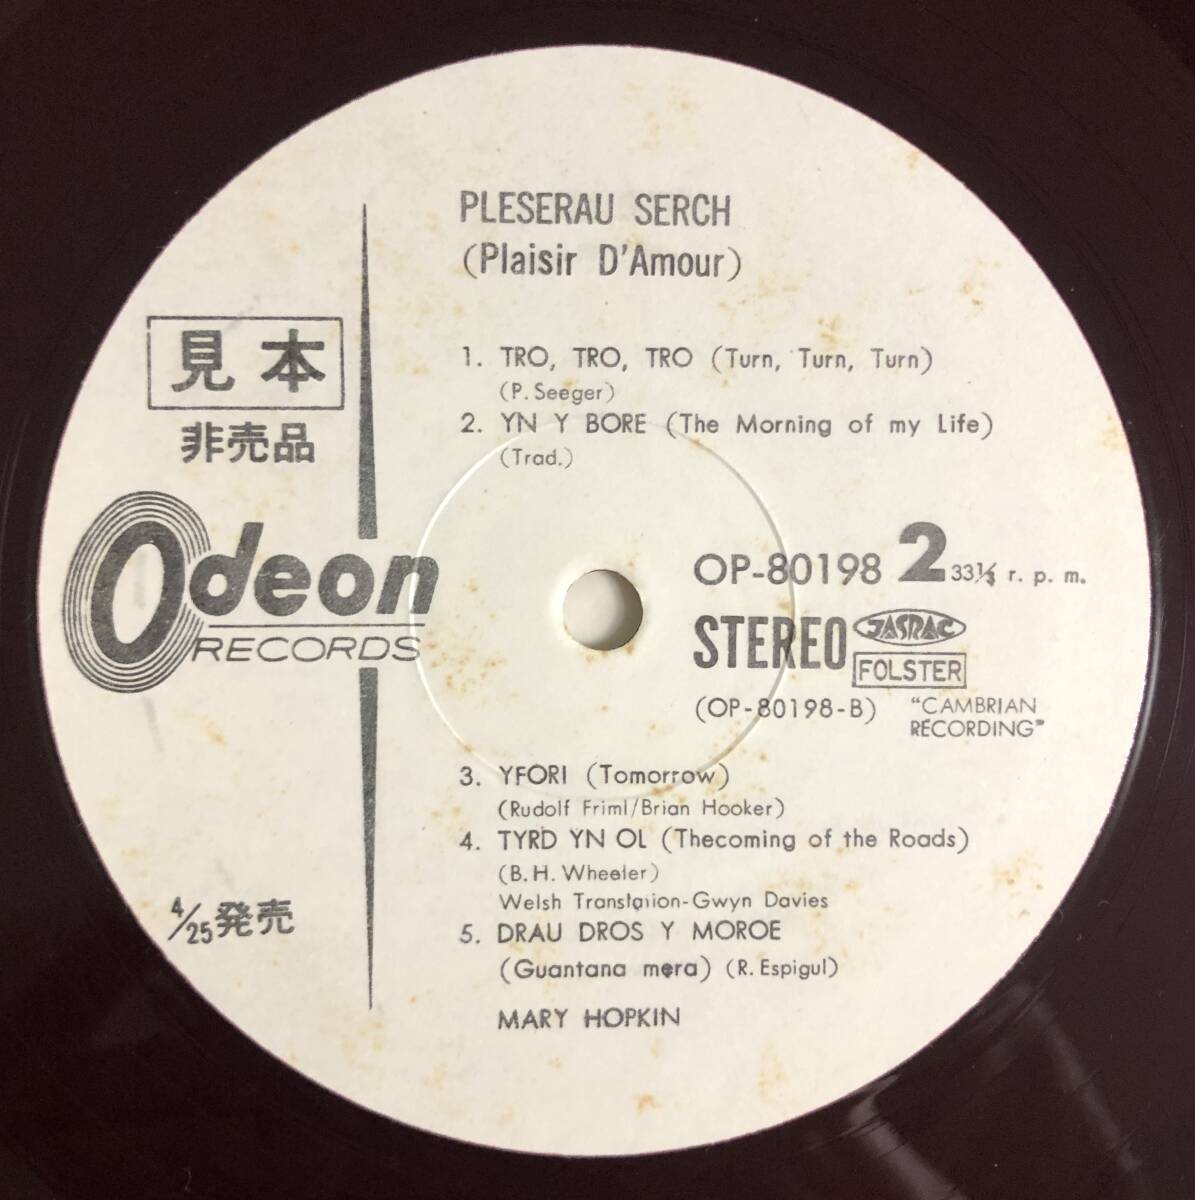 PLESERAU SERCH
(Plaisir D'Amour)
見本
非売品
1. TRO, TRO, TRO (Turn, Turn, Turn)
(P. Seeger)
2. YN Y BORE (The Morning of my Life)
(Trad.)
Odeon
RECORDS
OP-80198 2 33⅓ r. p. m.
STEREO JASRAC
FOLSTER
(OP-80198-B) "CAMBRIAN
RECORDING"
3. YFORI (Tomorrow)
(Rudolf Friml/Brian Hooker)
4. TYRD YN OL (Thecoming of the Roads)
(B. H. Wheeler)
Welsh Translation-Gwyn Davies
5. DRAU DROS Y MOROE
(Guantana mera) (R. Espigul)
MARY HOPKIN
4/25発売